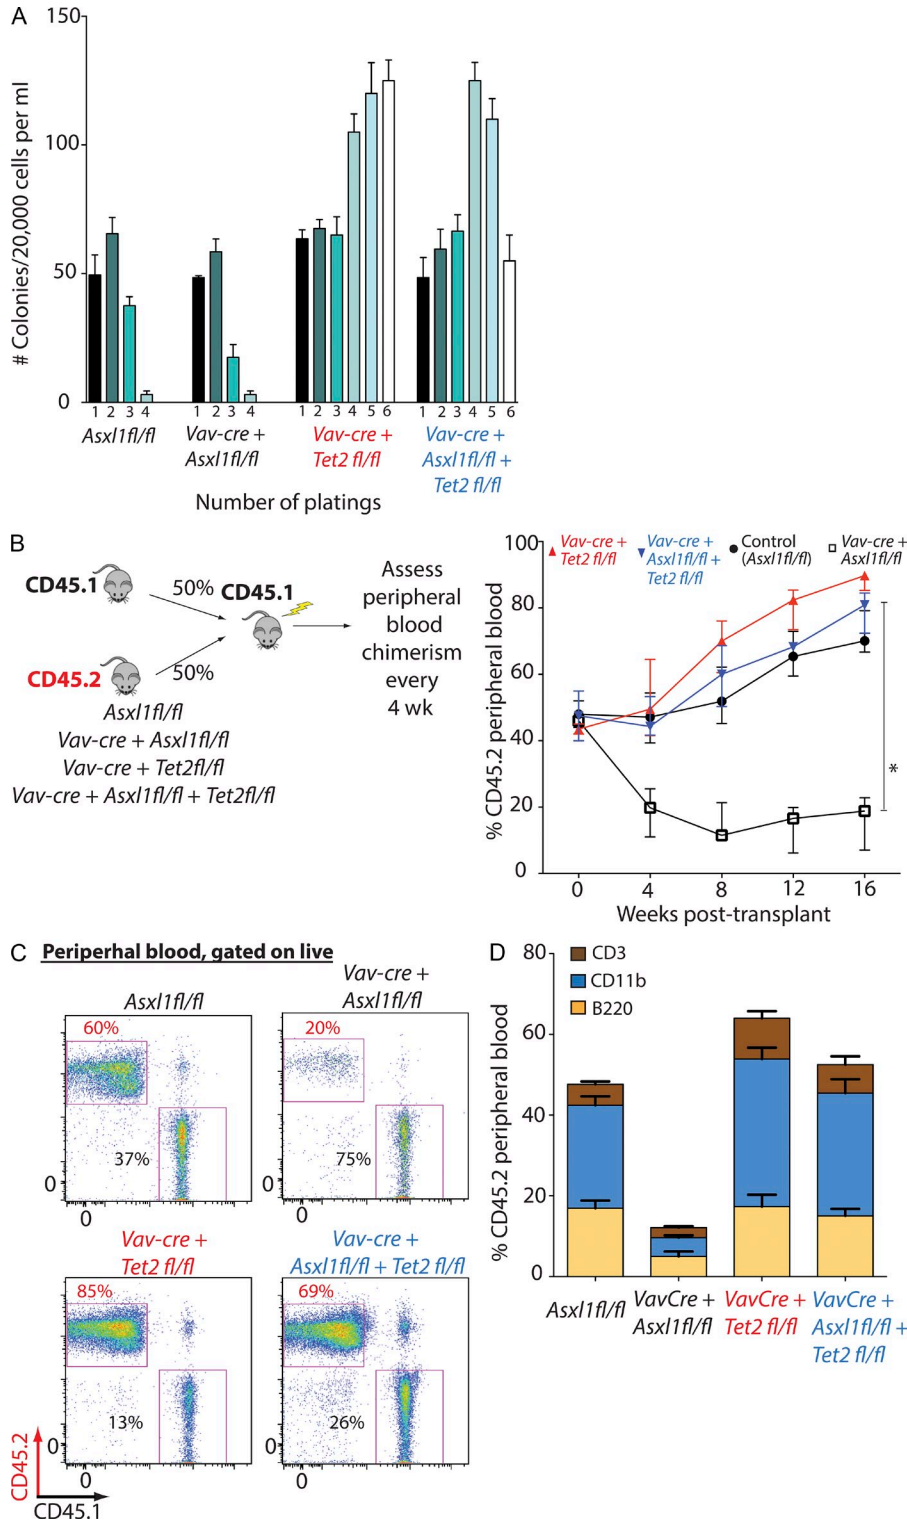 A
150
100
50
0
# Colonies/20,000 cells per ml
1 2 3 4 1 2 3 4 1 2 3 4 5 6 1 2 3 4 5 6
Asxl1fl/fl
Vav-cre +
Asxl1fl/fl
Vav-cre +
Tet2 fl/fl
Vav-cre +
Asxl1fl/fl +
Tet2 fl/fl
Number of platings
B
CD45.1
50%
CD45.1
CD45.2
50%
Asxl1fl/fl
Vav-cre + Asxl1fl/fl
Vav-cre + Tet2fl/fl
Vav-cre + Asxl1fl/fl + Tet2fl/fl
Assess
peripheral
blood
chimerism
every
4 wk
Vav-cre +
Tet2 fl/fl
Vav-cre +
Asxl1fl/fl +
Tet2 fl/fl
Control
(Asxl1fl/fl)
Vav-cre +
Asxl1fl/fl
100
80
60
40
20
0
% CD45.2 peripheral blood
*
0 4 8 12 16
Weeks post-transplant
C Periperhal blood, gated on live
Asxl1fl/fl
Vav-cre +
Asxl1fl/fl
60%
37%
0
0
20%
75%
0
0
Vav-cre +
Tet2 fl/fl
Vav-cre +
Asxl1fl/fl + Tet2 fl/fl
85%
13%
0
0
69%
26%
0
0
CD45.2
CD45.1
D
80
60
40
20
0
% CD45.2 peripheral blood
CD3
CD11b
B220
Asxl1fl/fl
VavCre +
Asxl1fl/fl
VavCre +
Tet2 fl/fl
VavCre +
Asxl1fl/fl +
Tet2 fl/fl